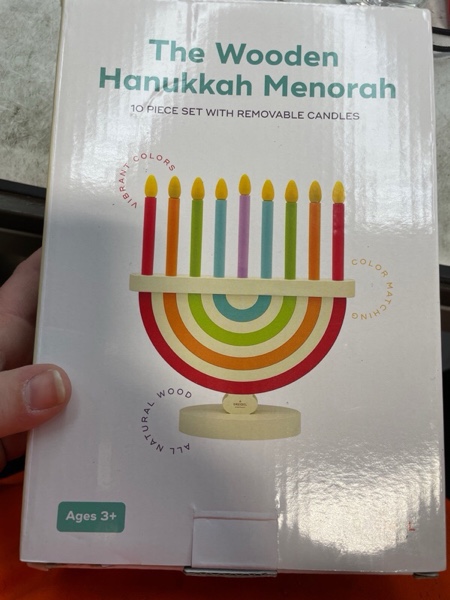 The Wooden
Hanukkah Menorah
10 PIECE SET WITH REMOVABLE CANDLES
VIBRANT COLORS
COLOR MATCHING
ALL NATURAL WOOD
Ages 3+